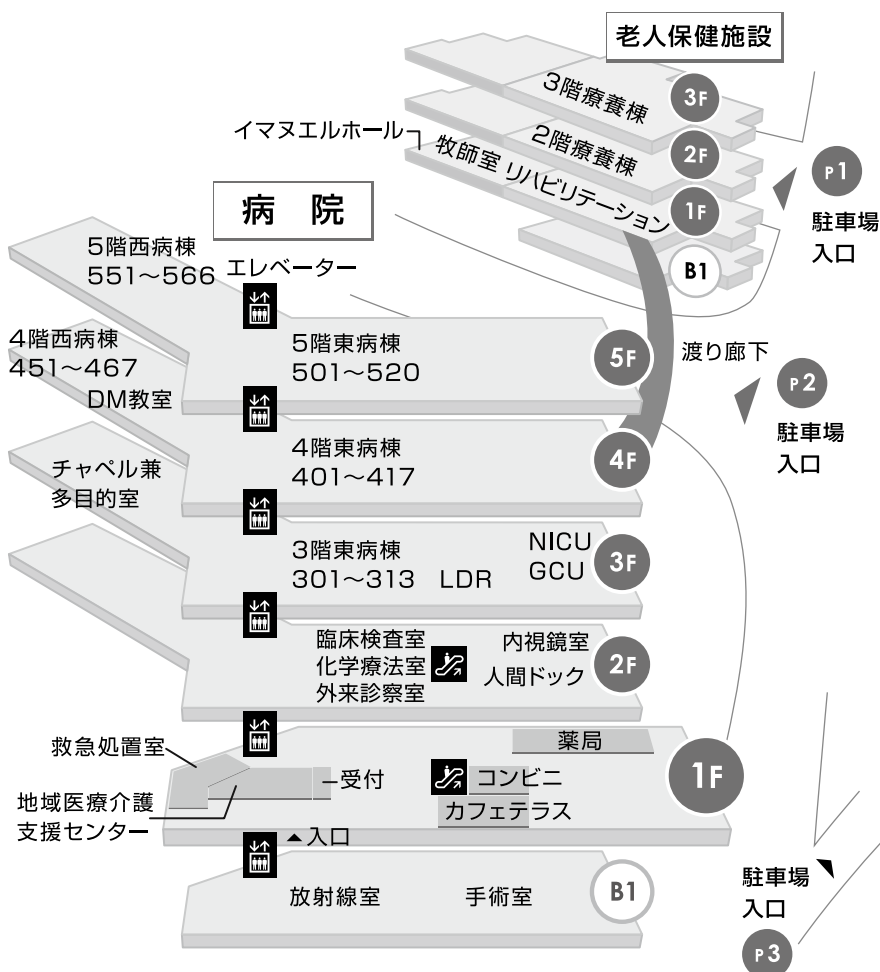 老人保健施設
3階療養棟
3F
2階療養棟
2F
イマヌエルホール
牧師室 リハビリテーション
1F
B1
P1
駐車場
入口
病 院
5階西病棟
551～566
エレベーター
5階東病棟
501～520
5F
渡り廊下
P2
駐車場
入口
4階西病棟
451～467
DM教室
4階東病棟
401～417
4F
チャペル兼
多目的室
3階東病棟
301～313
LDR
NICU
GCU
3F
臨床検査室
化学療法室
外来診察室
内視鏡室
人間ドック
2F
救急処置室
地域医療介護
支援センター
受付
薬局
コンビニ
カフェテラス
1F
▲入口
放射線室
手術室
B1
駐車場
入口
P3